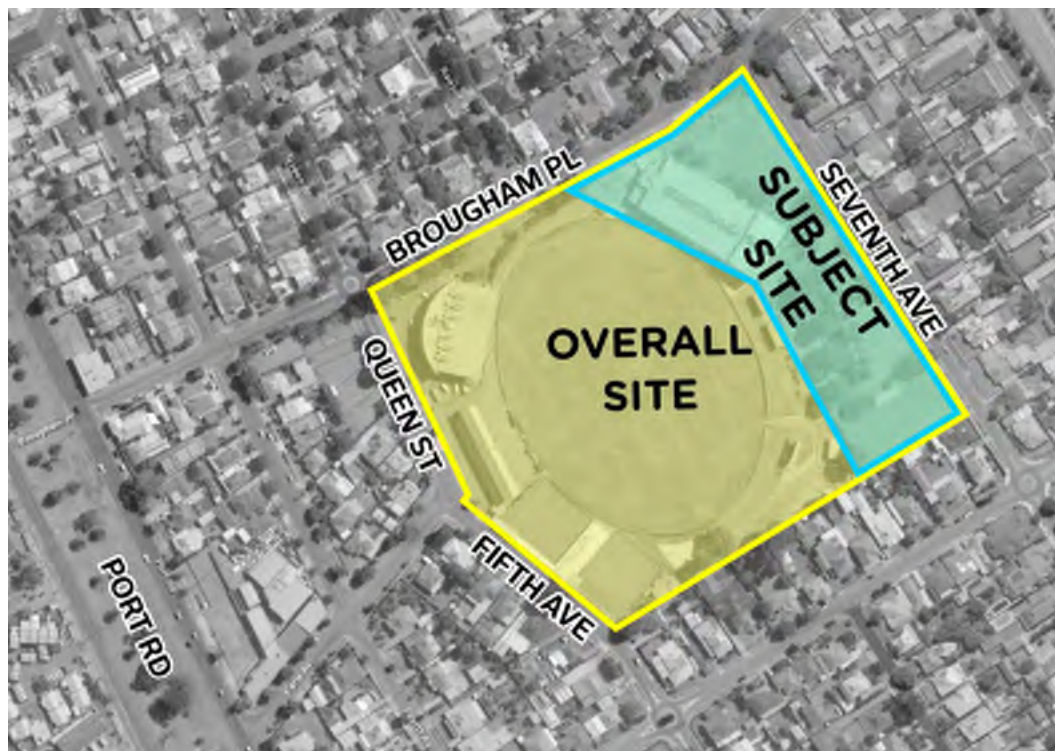 BROUGHAM PL
SEVENTH AVE
SUBJECT
SITE
OVERALL
SITE
QUEEN ST
FIFTH AVE
PORT RD